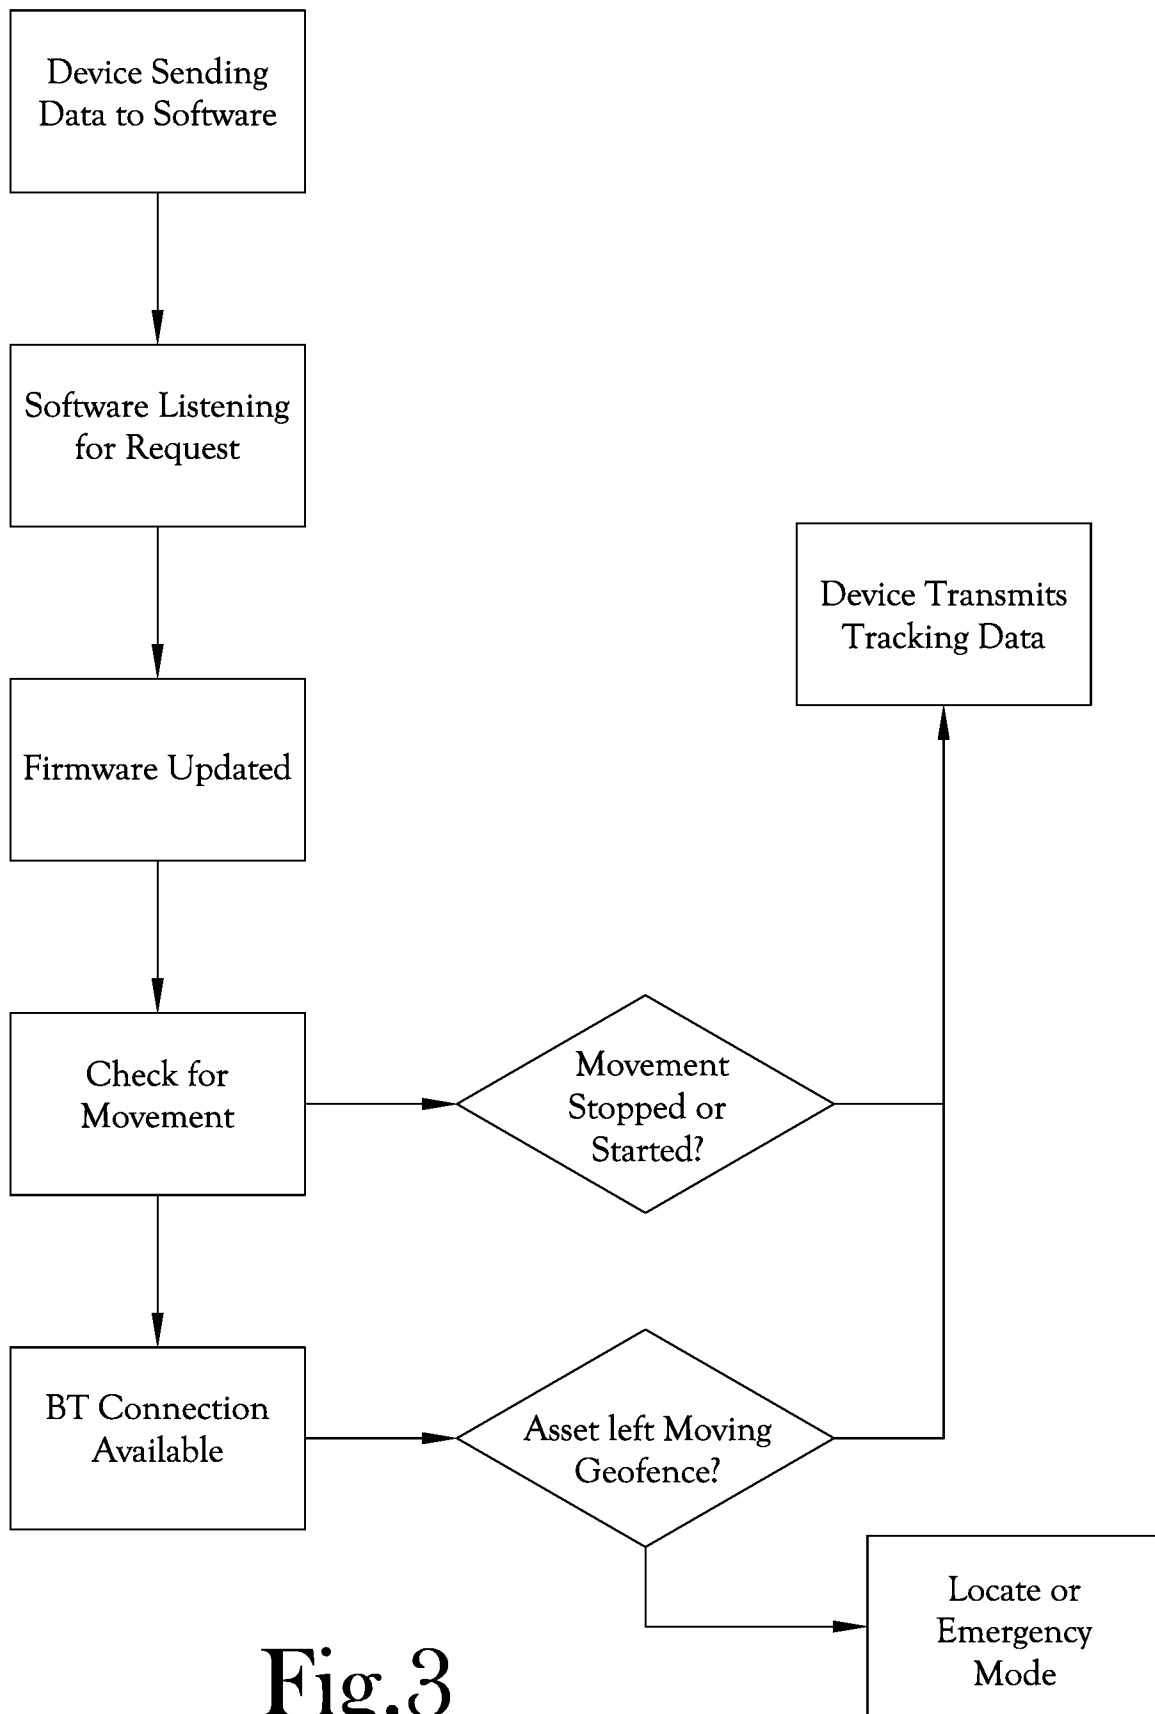 Device Sending
Data to Software
Software Listening
for Request
Device Transmits
Tracking Data
Firmware Updated
Check for
Movement
Movement
Stopped or
Started?
BT Connection
Available
Asset left Moving
Geofence?
Locate or
Emergency
Mode
Fig.3